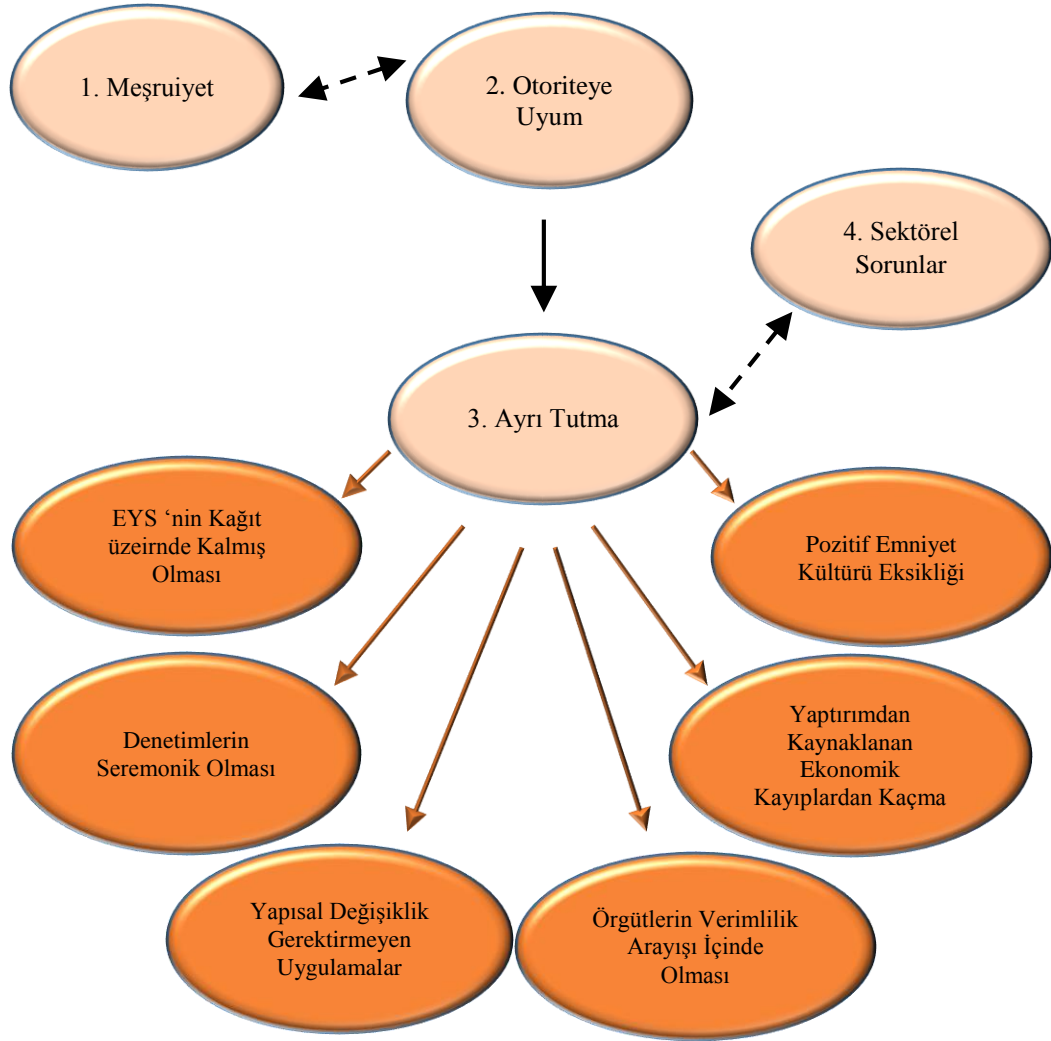 1. Meşruiyet
2. Otoriteye
Uyum
4. Sektörel
Sorunlar
3. Ayrı Tutma
EYS ‘nin Kağıt
üzeirnde Kalmış
Olması
Pozitif Emniyet
Kültürü Eksikliği
Denetimlerin
Seremonik Olması
Yaptırımdan
Kaynaklanan
Ekonomik
Kayıplardan Kaçma
Yapısal Değişiklik
Gerektirmeyen
Uygulamalar
Örgütlerin Verimlilik
Arayışı İçinde
Olması